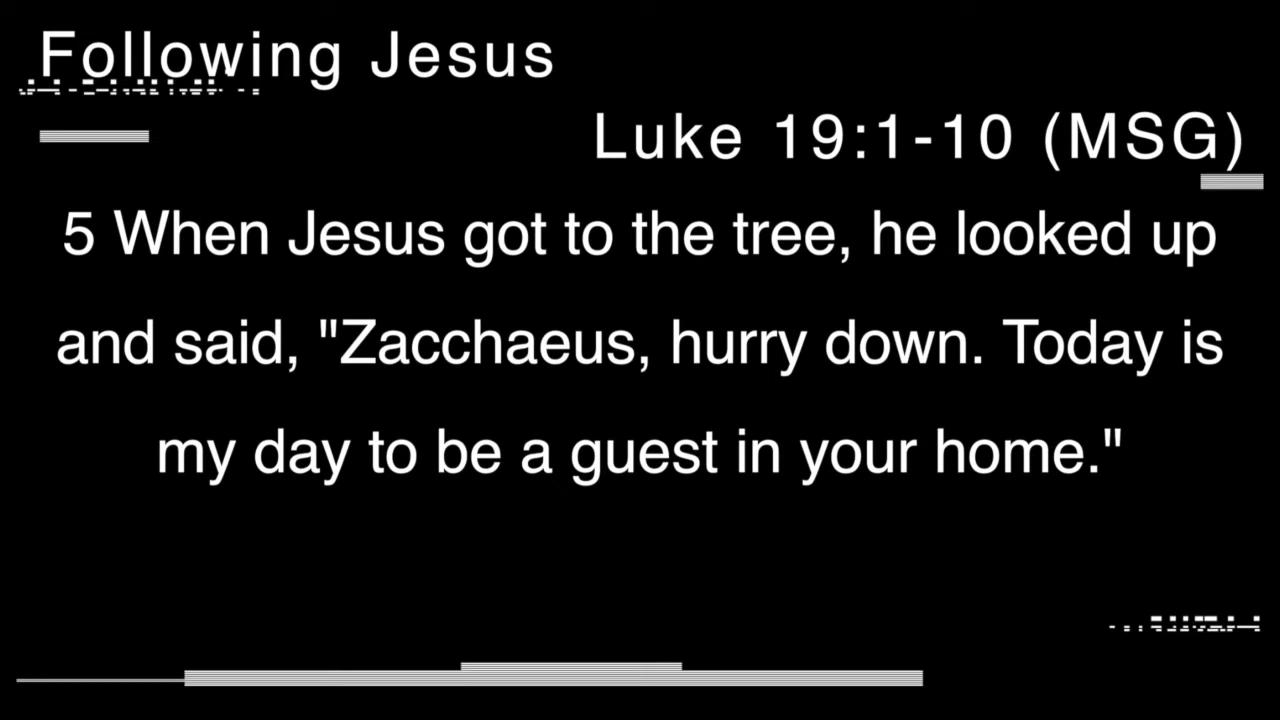 Following Jesus
Luke 19:1-10 (MSG)
5 When Jesus got to the tree, he looked up
and said, "Zacchaeus, hurry down. Today is
my day to be a guest in your home."